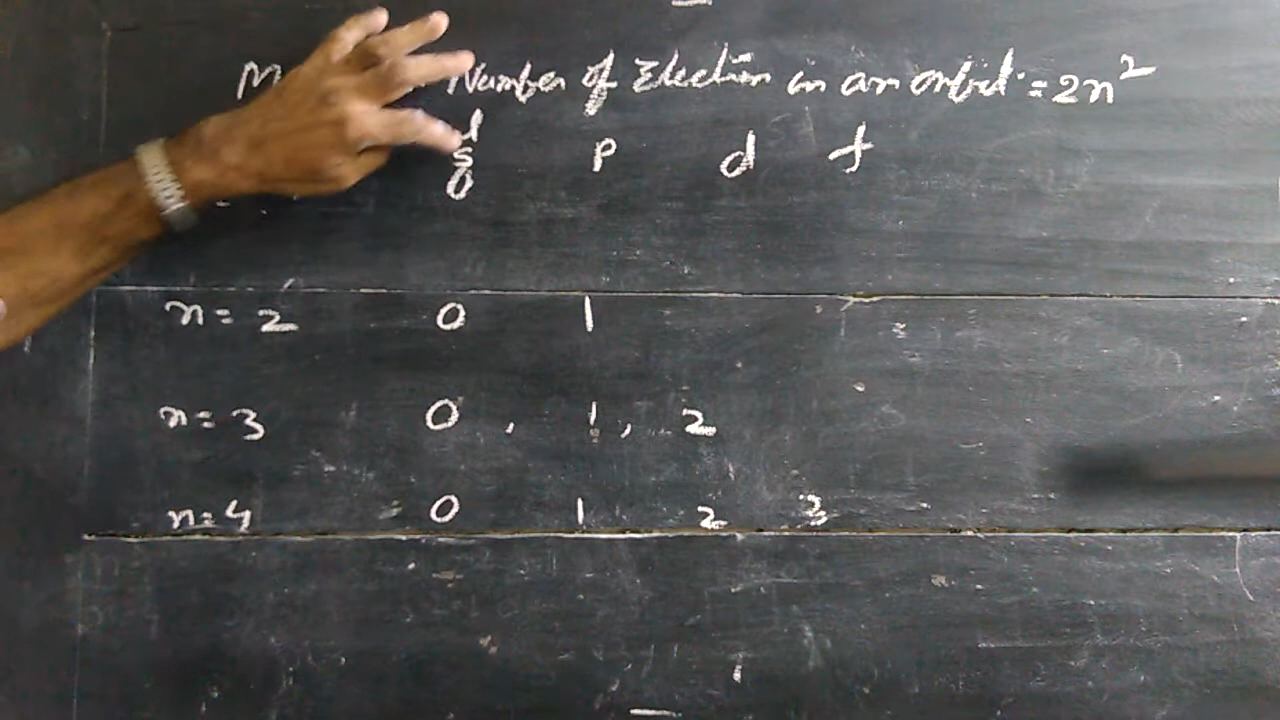 Number of Electron in an orbit = 2n²
l
s p d f
0
n = 2 0 1
n = 3 0 , 1, 2
n = 4 0 1 2 3